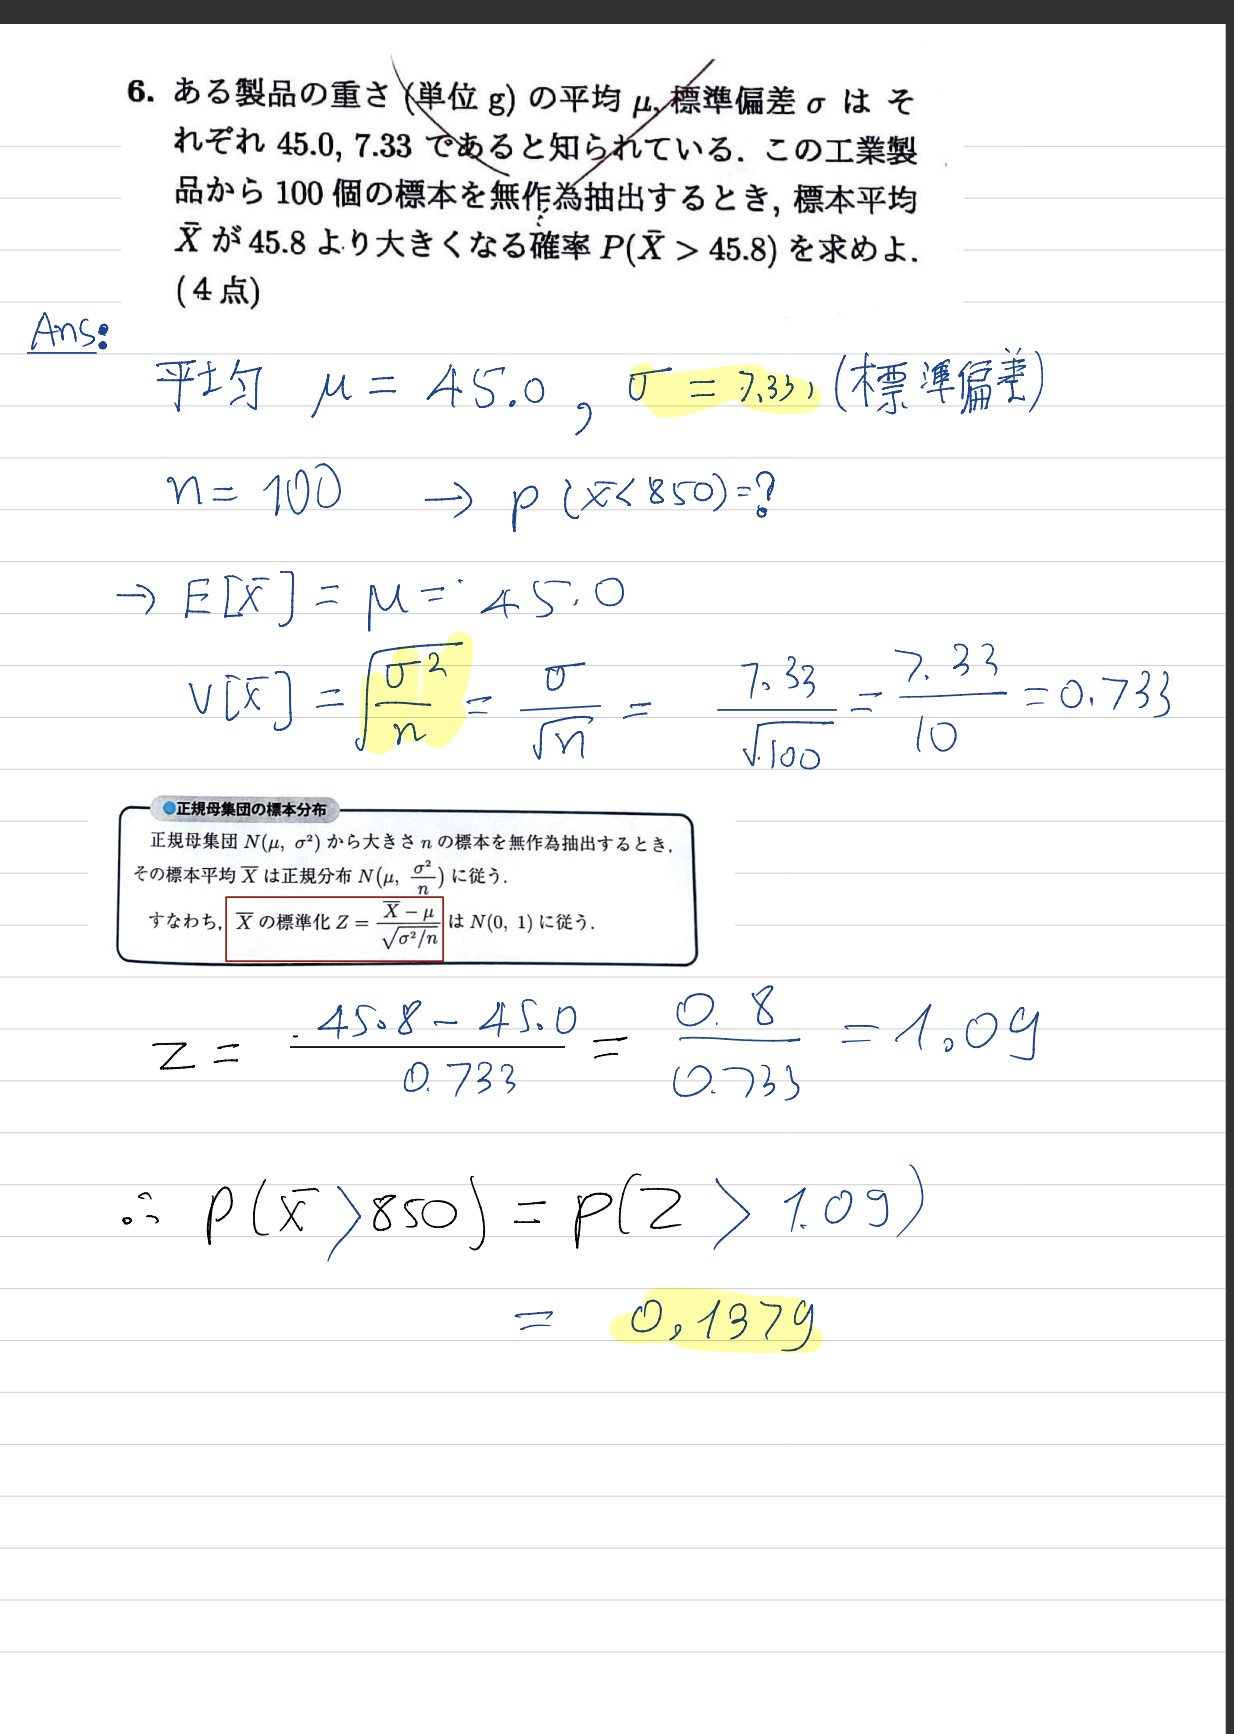 6. ある製品の重さ (単位 g) の平均 μ, 標準偏差 σ は そ
れぞれ 45.0, 7.33 であると知られている. この工業製
品から 100 個の標本を無作為抽出するとき, 標本平均
X̄ が 45.8 より大きくなる確率 P(X̄ > 45.8) を求めよ.
(4 点)
Ans:
平均 μ = 45.0 , σ = 7.33, (標準偏差)
n = 100 → P (x̄ < 850) = ?
→ E[x̄] = μ = 45.0
V[x̄] = √(σ²/n) = σ/√n = 7.33/√100 = 7.33/10 = 0.733
●正規母集団の標本分布
正規母集団 N(μ, σ²) から大きさ n の標本を無作為抽出するとき,
その標本平均 X̄ は正規分布 N(μ, σ²/n) に従う.
すなわち, X̄ の標準化 Z = (X̄ − μ)/√(σ²/n) は N(0, 1) に従う.
Z = (45.8 − 45.0)/0.733 = 0.8/0.733 = 1.09
∴ P(x̄ > 850) = P(Z > 1.09)
= 0,1379